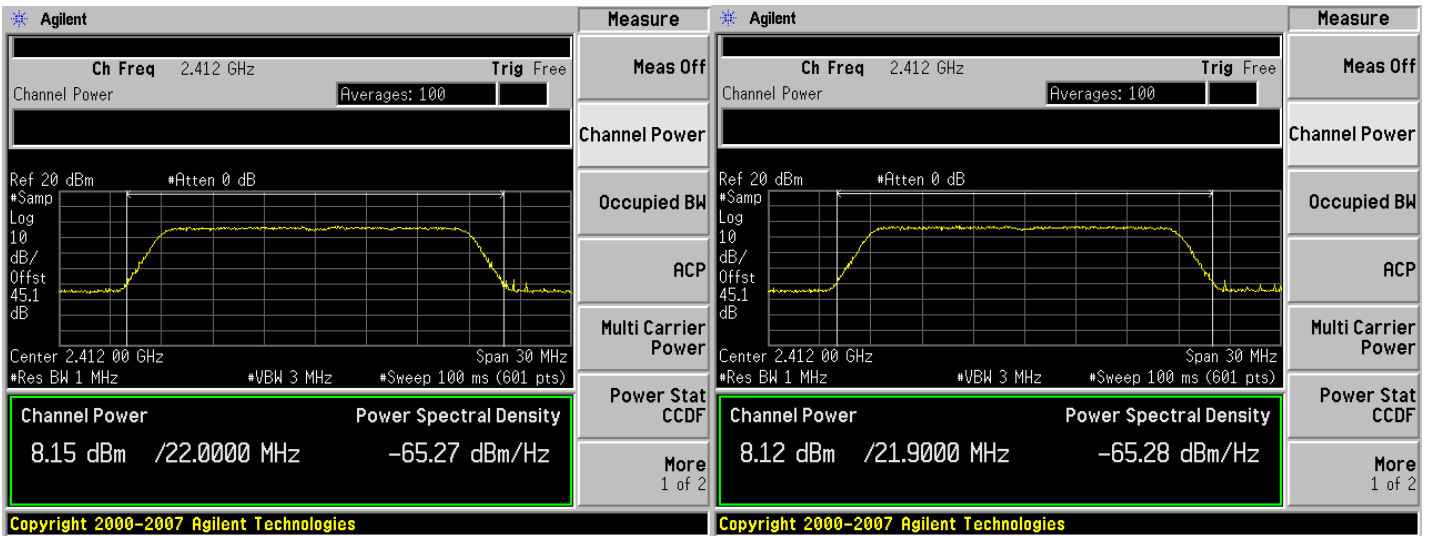 Agilent
Measure
Ch Freq 2.412 GHz Trig Free
Channel Power Averages: 100
Ref 20 dBm #Atten 0 dB
#Samp
Log
10
dB/
Offst
45.1
dB
Center 2.412 00 GHz Span 30 MHz
#Res BW 1 MHz #VBW 3 MHz #Sweep 100 ms (601 pts)
Channel Power Power Spectral Density
8.15 dBm /22.0000 MHz -65.27 dBm/Hz
Meas Off
Channel Power
Occupied BW
ACP
Multi Carrier
Power
Power Stat
CCDF
More
1 of 2
Copyright 2000-2007 Agilent Technologies
Agilent
Measure
Ch Freq 2.412 GHz Trig Free
Channel Power Averages: 100
Ref 20 dBm #Atten 0 dB
#Samp
Log
10
dB/
Offst
45.1
dB
Center 2.412 00 GHz Span 30 MHz
#Res BW 1 MHz #VBW 3 MHz #Sweep 100 ms (601 pts)
Channel Power Power Spectral Density
8.12 dBm /21.9000 MHz -65.28 dBm/Hz
Meas Off
Channel Power
Occupied BW
ACP
Multi Carrier
Power
Power Stat
CCDF
More
1 of 2
Copyright 2000-2007 Agilent Technologies